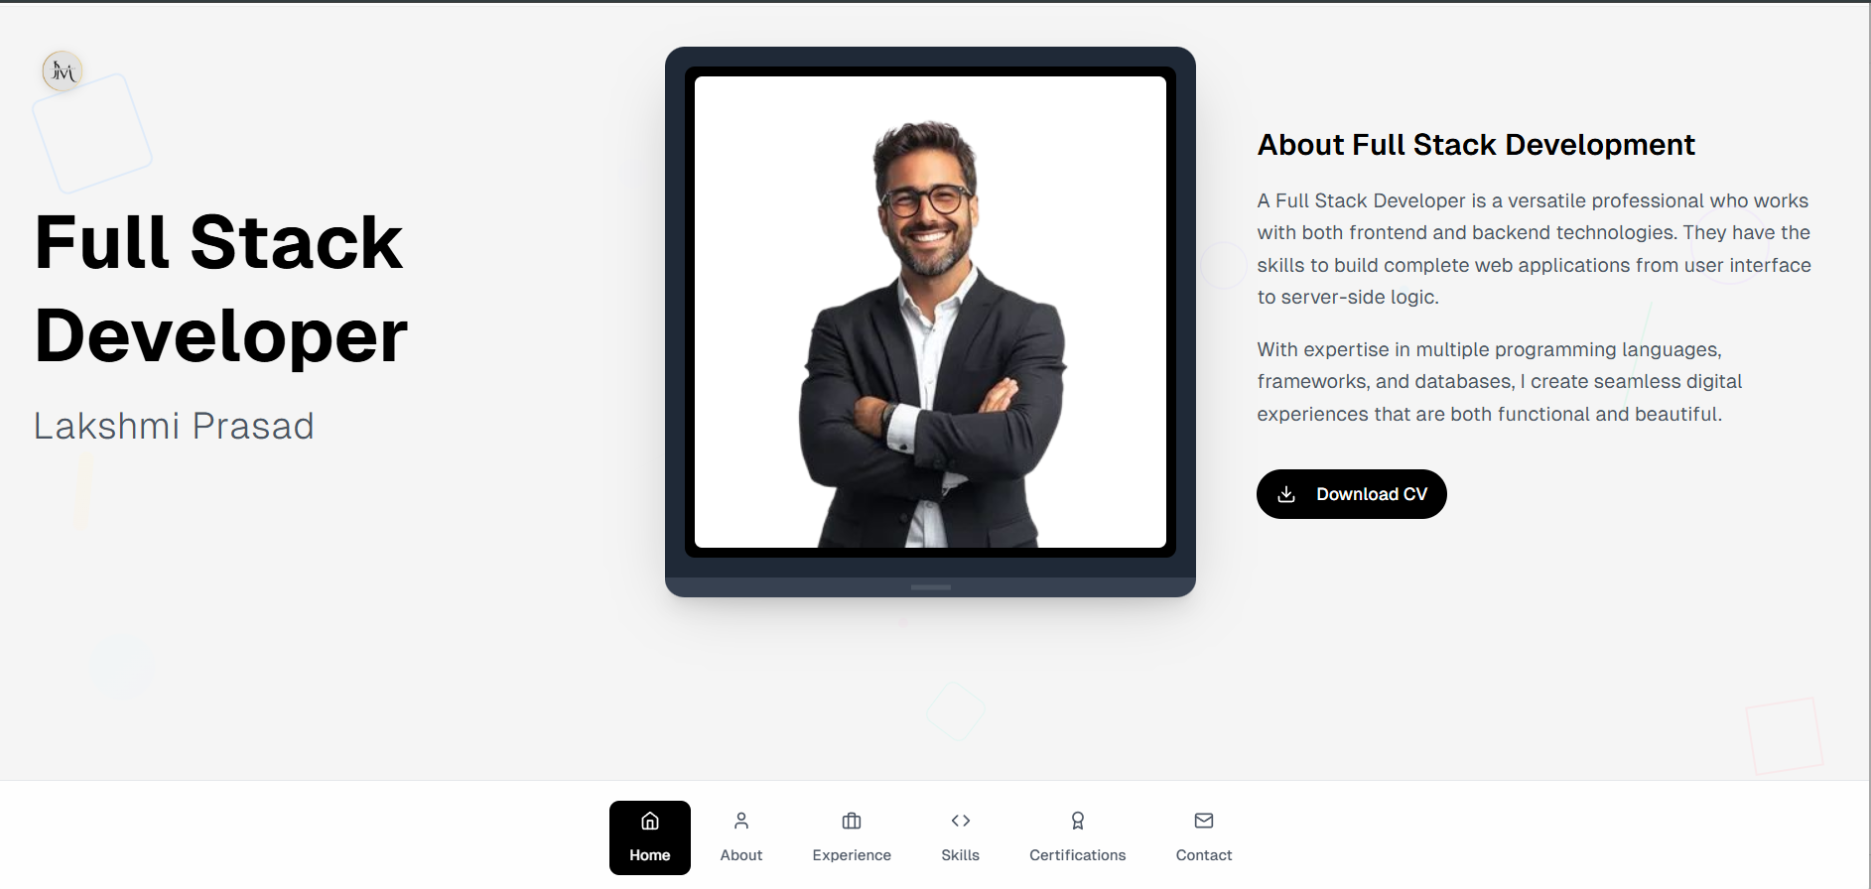 Full Stack
Developer
Lakshmi Prasad
About Full Stack Development
A Full Stack Developer is a versatile professional who works
with both frontend and backend technologies. They have the
skills to build complete web applications from user interface
to server-side logic.
With expertise in multiple programming languages,
frameworks, and databases, I create seamless digital
experiences that are both functional and beautiful.
Download CV
Home
About
Experience
Skills
Certifications
Contact